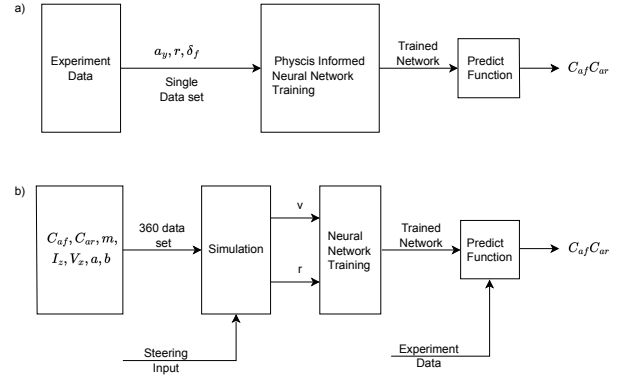 a)
Experiment
Data
a_y, r, δ_f
Single
Data set
Physcis Informed
Neural Network
Training
Trained
Network
Predict
Function
C_{af}C_{ar}
b)
C_{af}, C_{ar}, m,
I_z, V_x, a, b
360 data
set
Simulation
v
r
Neural
Network
Training
Trained
Network
Predict
Function
C_{af}C_{ar}
Steering
Input
Experiment
Data